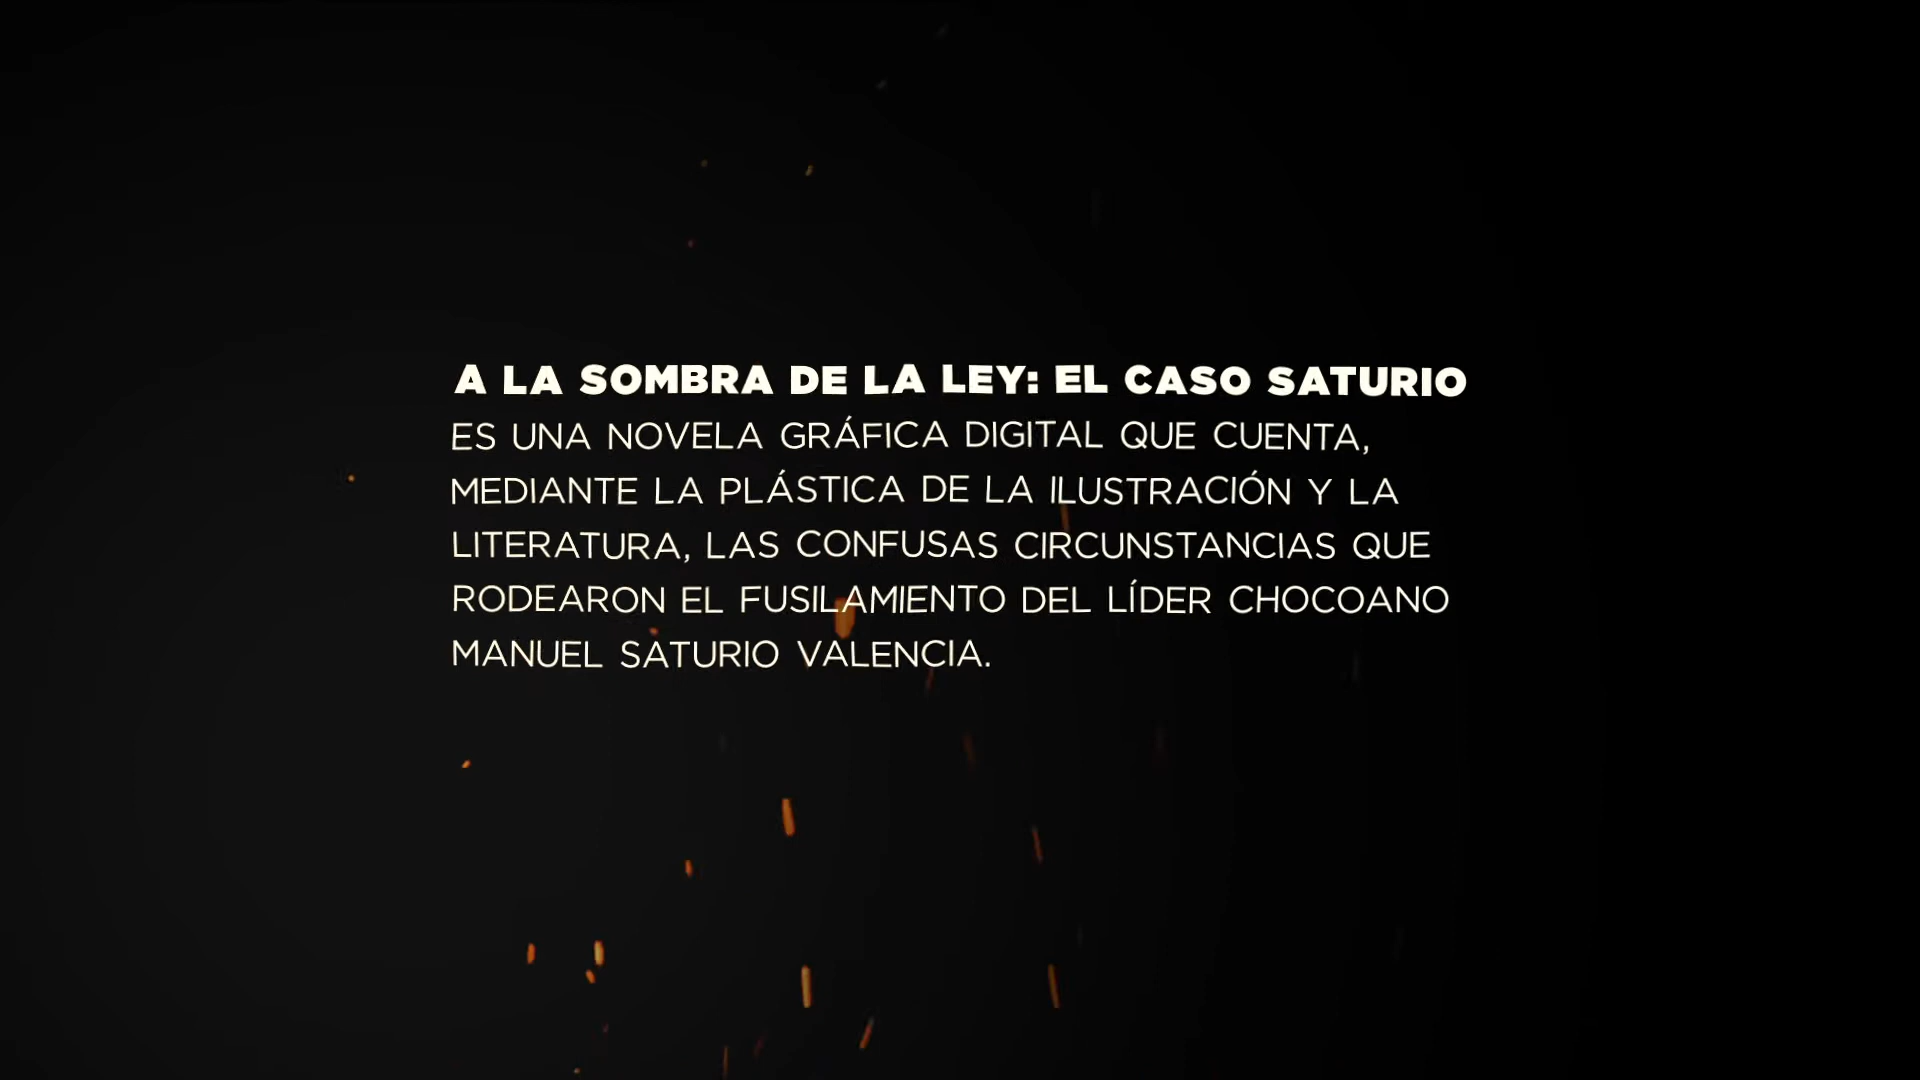 A LA SOMBRA DE LA LEY: EL CASO SATURIO
ES UNA NOVELA GRÁFICA DIGITAL QUE CUENTA,
MEDIANTE LA PLÁSTICA DE LA ILUSTRACIÓN Y LA
LITERATURA, LAS CONFUSAS CIRCUNSTANCIAS QUE
RODEARON EL FUSILAMIENTO DEL LÍDER CHOCOANO
MANUEL SATURIO VALENCIA.